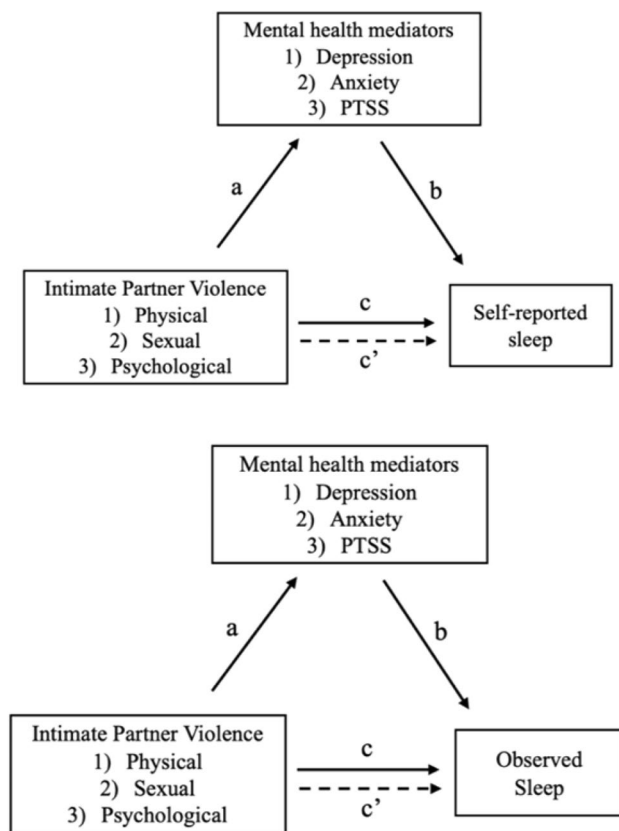 Mental health mediators
1) Depression
2) Anxiety
3) PTSS
a
b
Intimate Partner Violence
1) Physical
2) Sexual
3) Psychological
c
c’
Self-reported
sleep
Mental health mediators
1) Depression
2) Anxiety
3) PTSS
a
b
Intimate Partner Violence
1) Physical
2) Sexual
3) Psychological
c
c’
Observed
Sleep